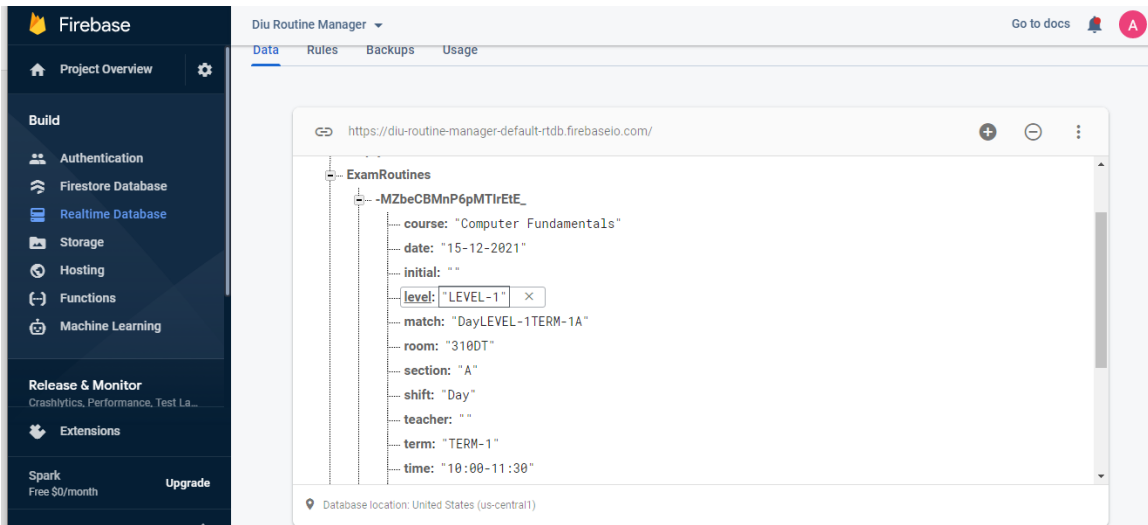 Firebase
Diu Routine Manager
Go to docs
A
Data Rules Backups Usage
Project Overview
Build
Authentication
Firestore Database
Realtime Database
Storage
Hosting
Functions
Machine Learning
Release & Monitor
Crashlytics, Performance, Test La...
Extensions
Spark
Free $0/month
Upgrade
https://diu-routine-manager-default-rtdb.firebaseio.com/
ExamRoutines
-MZbeCBMnP6pMTIrEtE_
course: "Computer Fundamentals"
date: "15-12-2021"
initial: ""
level: "LEVEL-1"
match: "DayLEVEL-1TERM-1A"
room: "310DT"
section: "A"
shift: "Day"
teacher: ""
term: "TERM-1"
time: "10:00-11:30"
Database location: United States (us-central1)